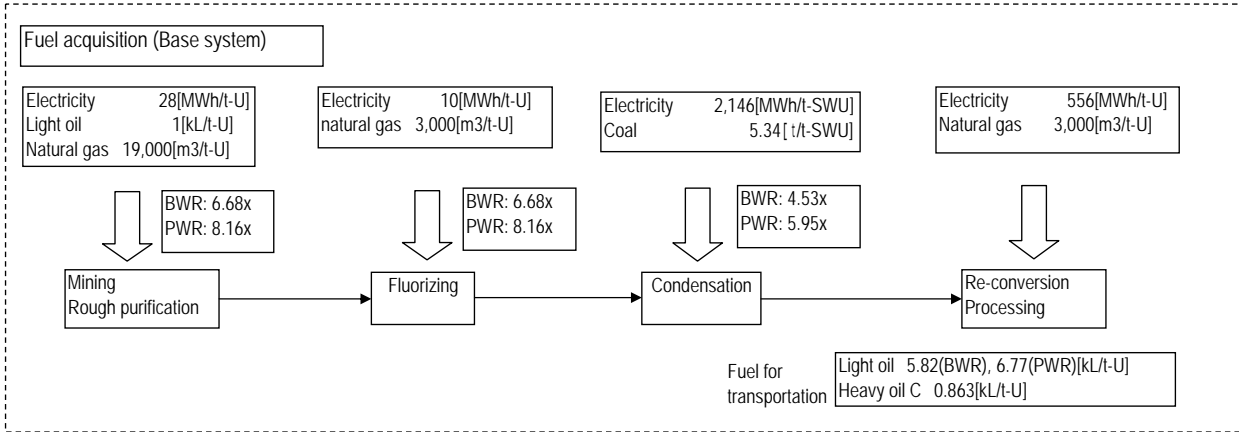 Fuel acquisition (Base system)
Electricity 28[MWh/t-U]
Light oil 1[kL/t-U]
Natural gas 19,000[m3/t-U]
Electricity 10[MWh/t-U]
natural gas 3,000[m3/t-U]
Electricity 2,146[MWh/t-SWU]
Coal 5.34[ t/t-SWU]
Electricity 556[MWh/t-U]
Natural gas 3,000[m3/t-U]
BWR: 6.68x
PWR: 8.16x
BWR: 6.68x
PWR: 8.16x
BWR: 4.53x
PWR: 5.95x
Mining
Rough purification
Fluorizing
Condensation
Re-conversion
Processing
Fuel for
transportation
Light oil 5.82(BWR), 6.77(PWR)[kL/t-U]
Heavy oil C 0.863[kL/t-U]